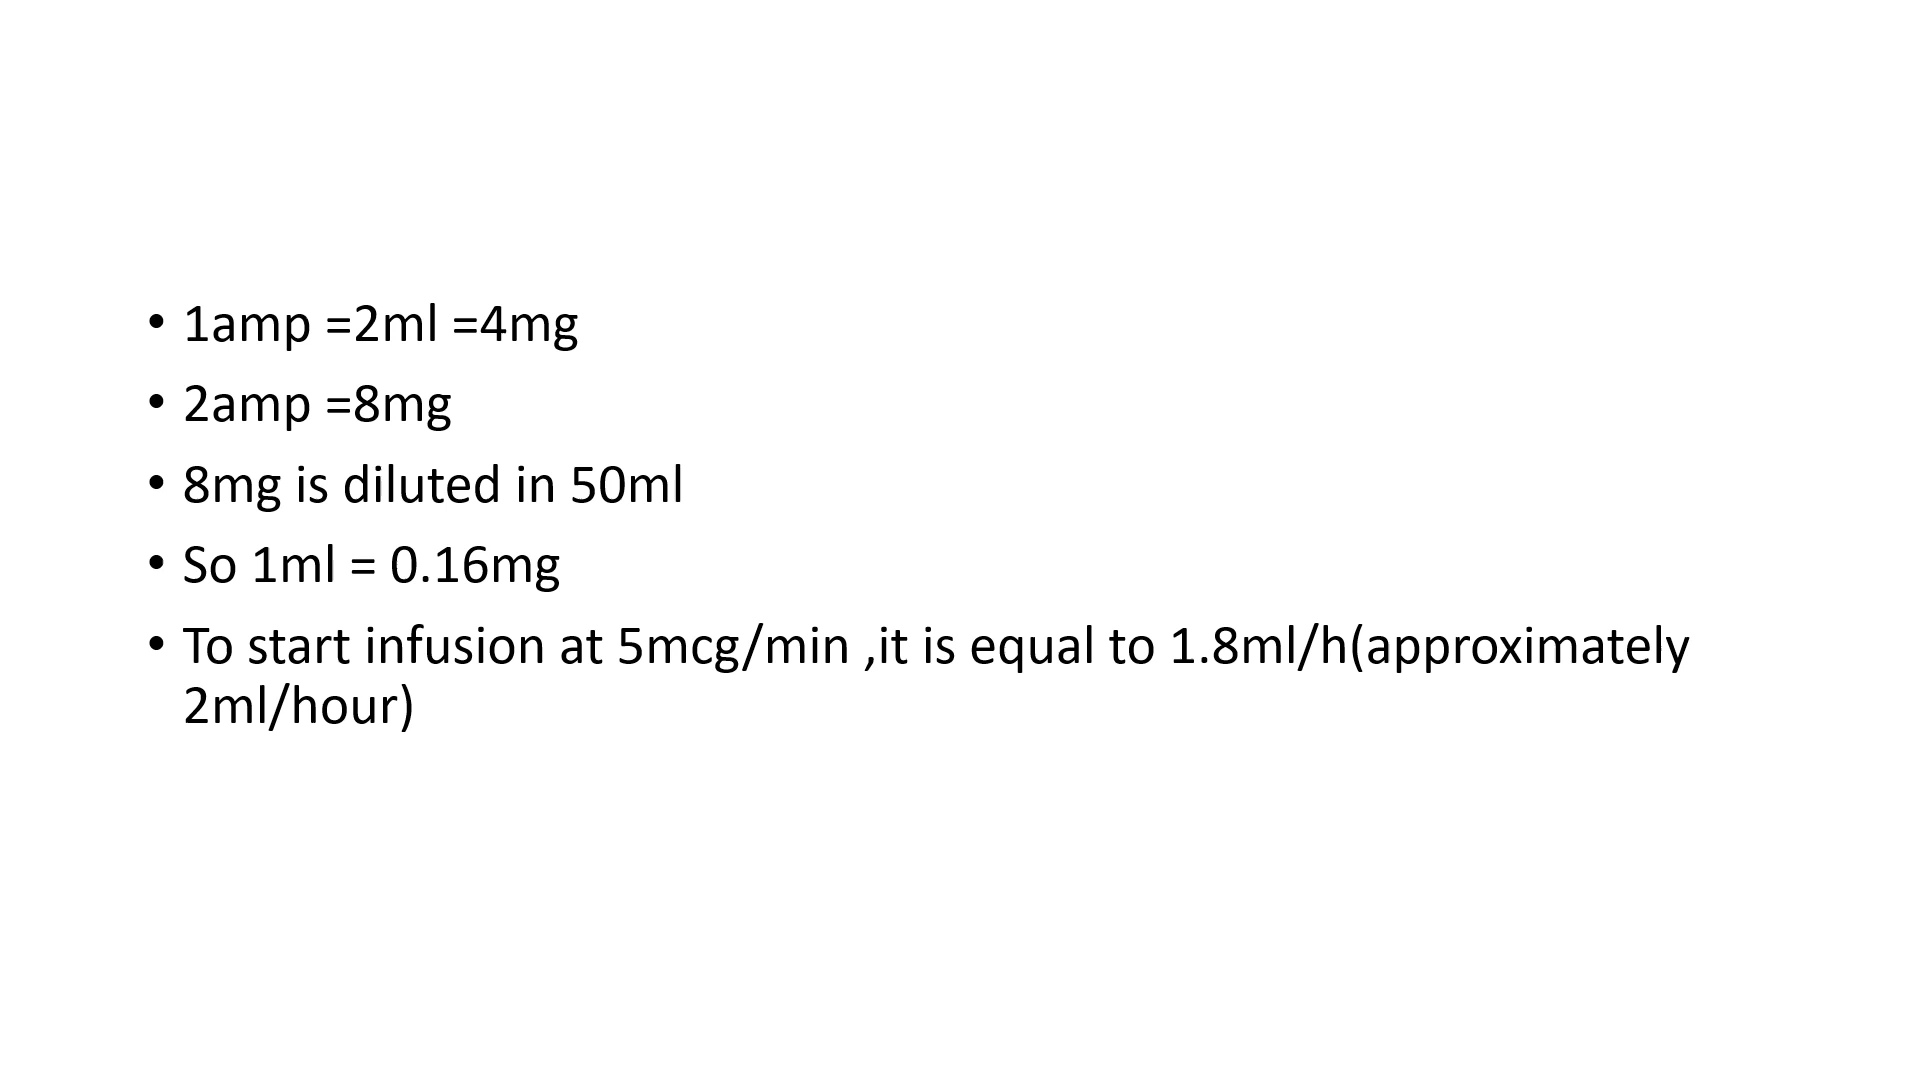 • 1amp =2ml =4mg
• 2amp =8mg
• 8mg is diluted in 50ml
• So 1ml = 0.16mg
• To start infusion at 5mcg/min ,it is equal to 1.8ml/h(approximately
2ml/hour)